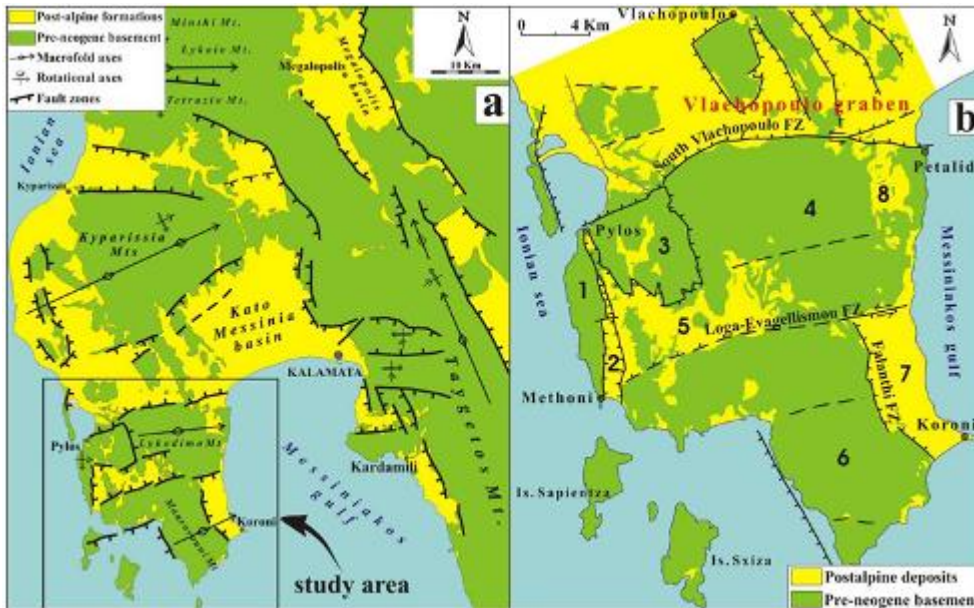 Post-alpine formations
Pre-neogene basement
Macrofold axes
Rotational axes
Fault zones
Minthi Mt.
Lykaio Mt.
Tetrazio Mt.
Megalopolis
Megalopolis
basin
N
10 Km
a
Ionian
sea
Kyparissia
Kyparissia
Mts
Kato
Messinia
basin
KALAMATA
Taygetos Mt.
Pylos
Lykodimo Mt
Kardamili
Messiniakos
gulf
Koroni
study area
0 4 Km
Vlachopoulo
N
b
Vlachopoulo graben
South Vlachopoulo FZ
Petalidi
8
4
Pylos
3
Ionian sea
1
Messiniakos gulf
5
Loga-Evagellismou FZ
2
7
Falanthi FZ
Methoni
Koroni
6
Is. Sapientza
Is. Sxiza
Postalpine deposits
Pre-neogene basement